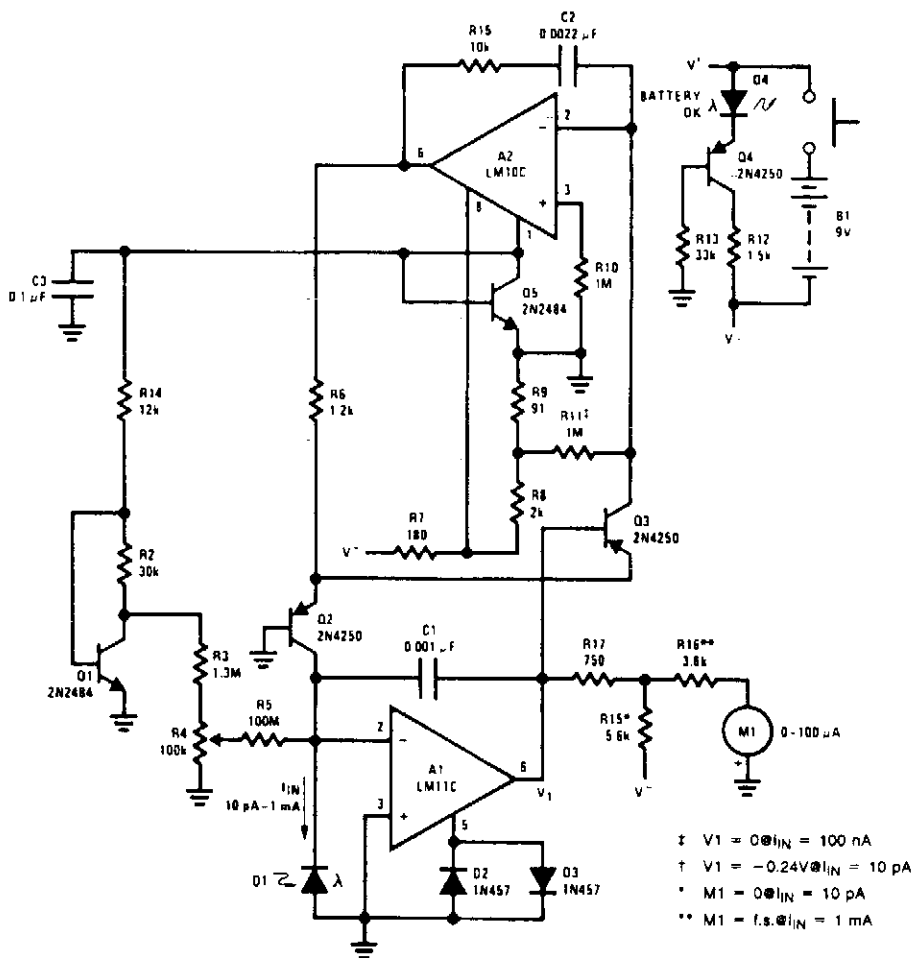 C2
0.0022 µF
R15
10k
V+
D4
BATTERY
OK
λ
2
6
A2
LM10C
8
3
1
Q4
2N4250
B1
9V
R13
33k
R12
1.5k
V-
C3
0.1 µF
Q5
2N2484
R10
1M
R14
12k
R6
1.2k
R9
91
R11‡
1M
R8
2k
R7
180
V-
Q3
2N4250
R2
30k
Q2
2N4250
C1
0.001 µF
R17
750
R16**
3.6k
Q1
2N2484
R3
1.3M
R5
100M
R4
100k
R15*
5.6k
M1
0-100 µA
+
V-
2
A1
LM11C
6
V1
3
5
IIN
10 pA-1 mA
D1
λ
D2
1N457
D3
1N457
‡ V1 = 0@IIN = 100 nA
† V1 = −0.24V@IIN = 10 pA
* M1 = 0@IIN = 10 pA
** M1 = f.s.@IIN = 1 mA